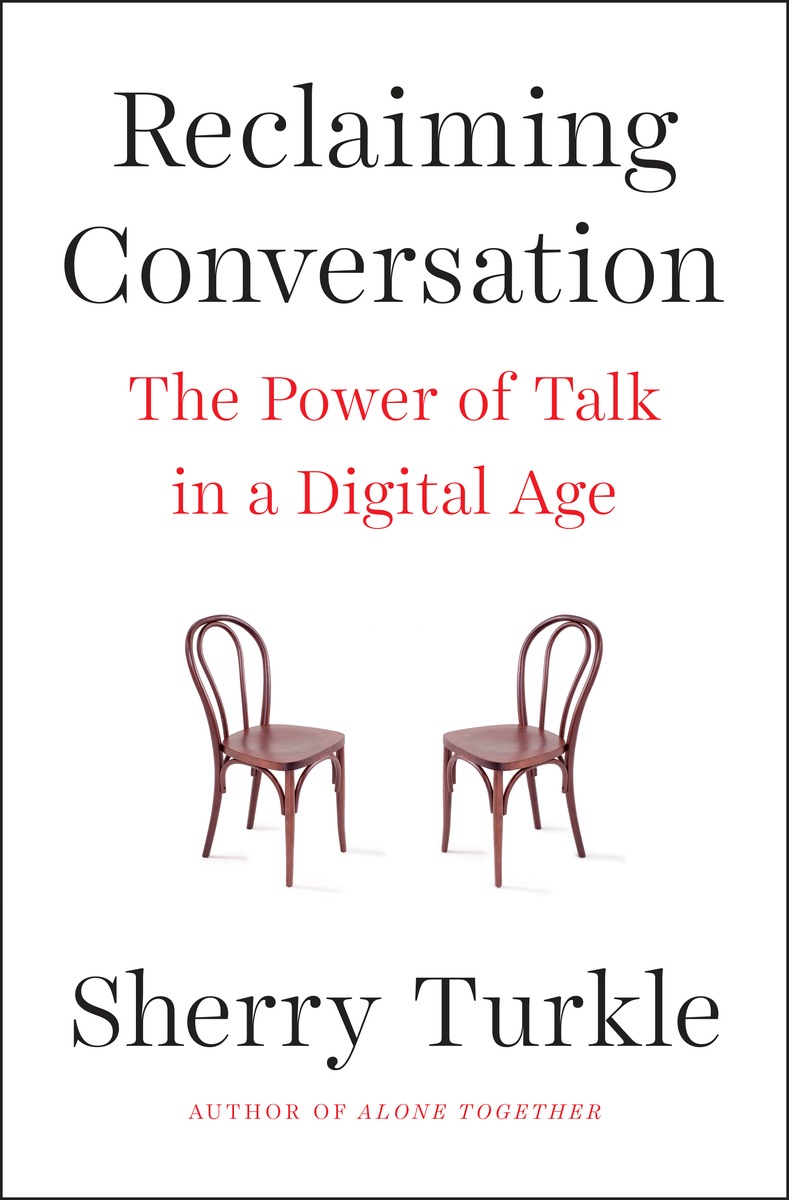 Reclaiming
Conversation
The Power of Talk
in a Digital Age
Sherry Turkle
AUTHOR OF ALONE TOGETHER